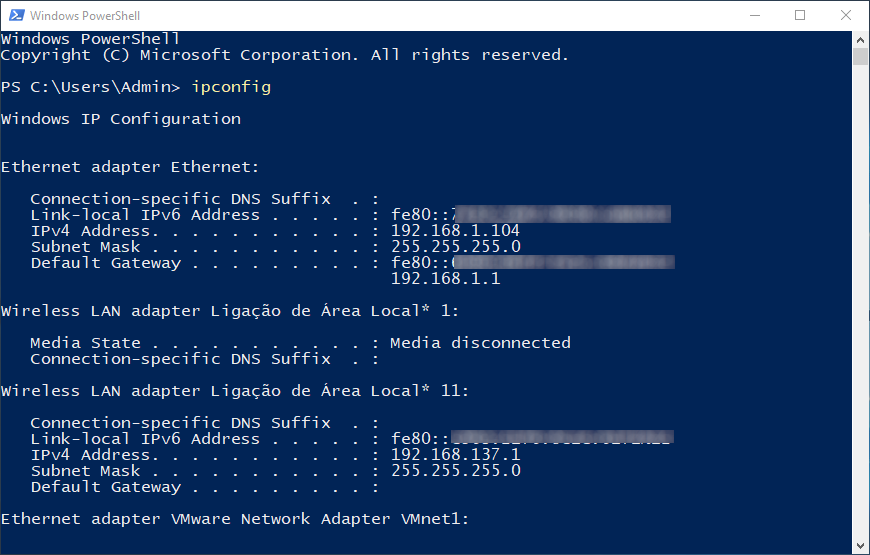 Windows PowerShell
Windows PowerShell
Copyright (C) Microsoft Corporation. All rights reserved.
PS C:\Users\Admin> ipconfig
Windows IP Configuration
Ethernet adapter Ethernet:
Connection-specific DNS Suffix  . :
Link-local IPv6 Address . . . . . : fe80::
IPv4 Address. . . . . . . . . . . : 192.168.1.104
Subnet Mask . . . . . . . . . . . : 255.255.255.0
Default Gateway . . . . . . . . . : fe80::
192.168.1.1
Wireless LAN adapter Ligação de Área Local* 1:
Media State . . . . . . . . . . . : Media disconnected
Connection-specific DNS Suffix  . :
Wireless LAN adapter Ligação de Área Local* 11:
Connection-specific DNS Suffix  . :
Link-local IPv6 Address . . . . . : fe80::
IPv4 Address. . . . . . . . . . . : 192.168.137.1
Subnet Mask . . . . . . . . . . . : 255.255.255.0
Default Gateway . . . . . . . . . :
Ethernet adapter VMware Network Adapter VMnet1: